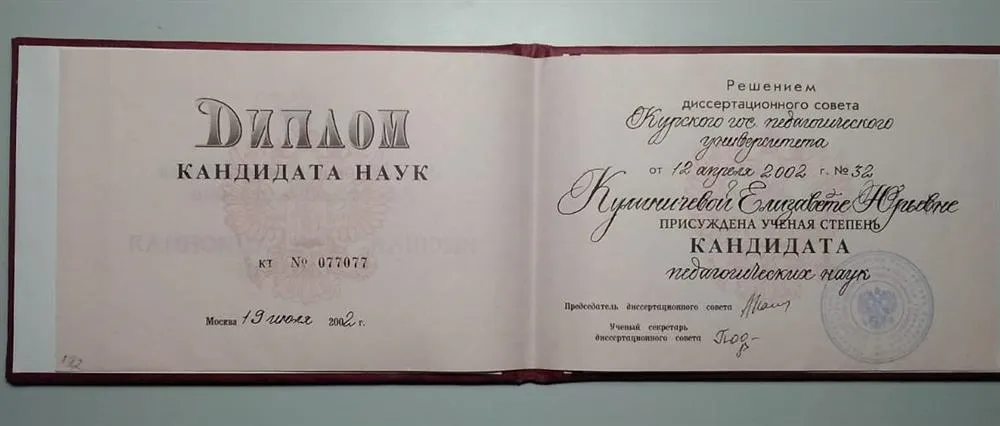 ДИПЛОМ
КАНДИДАТА НАУК
КТ № 077077
Москва 19 июля 2002 г.
192
Решением
диссертационного совета
Курского гос. педагогического
университета
от 12 апреля 2002 г. № 32
Куличичевой Елизавете Юрьевне
ПРИСУЖДЕНА УЧЕНАЯ СТЕПЕНЬ
КАНДИДАТА
педагогических наук
Председатель диссертационного совета
Ученый секретарь
диссертационного совета